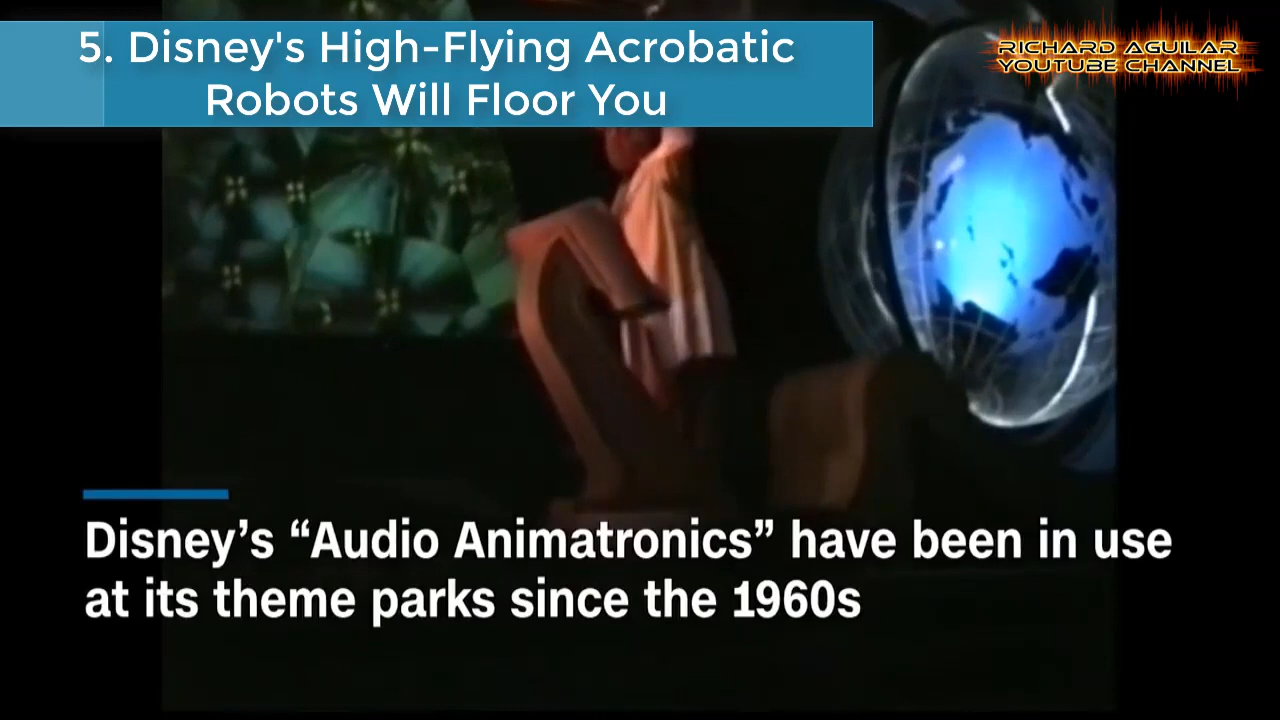 5. Disney's High-Flying Acrobatic
Robots Will Floor You
RICHARD AGUILAR
YOUTUBE CHANNEL
Disney’s “Audio Animatronics” have been in use
at its theme parks since the 1960s